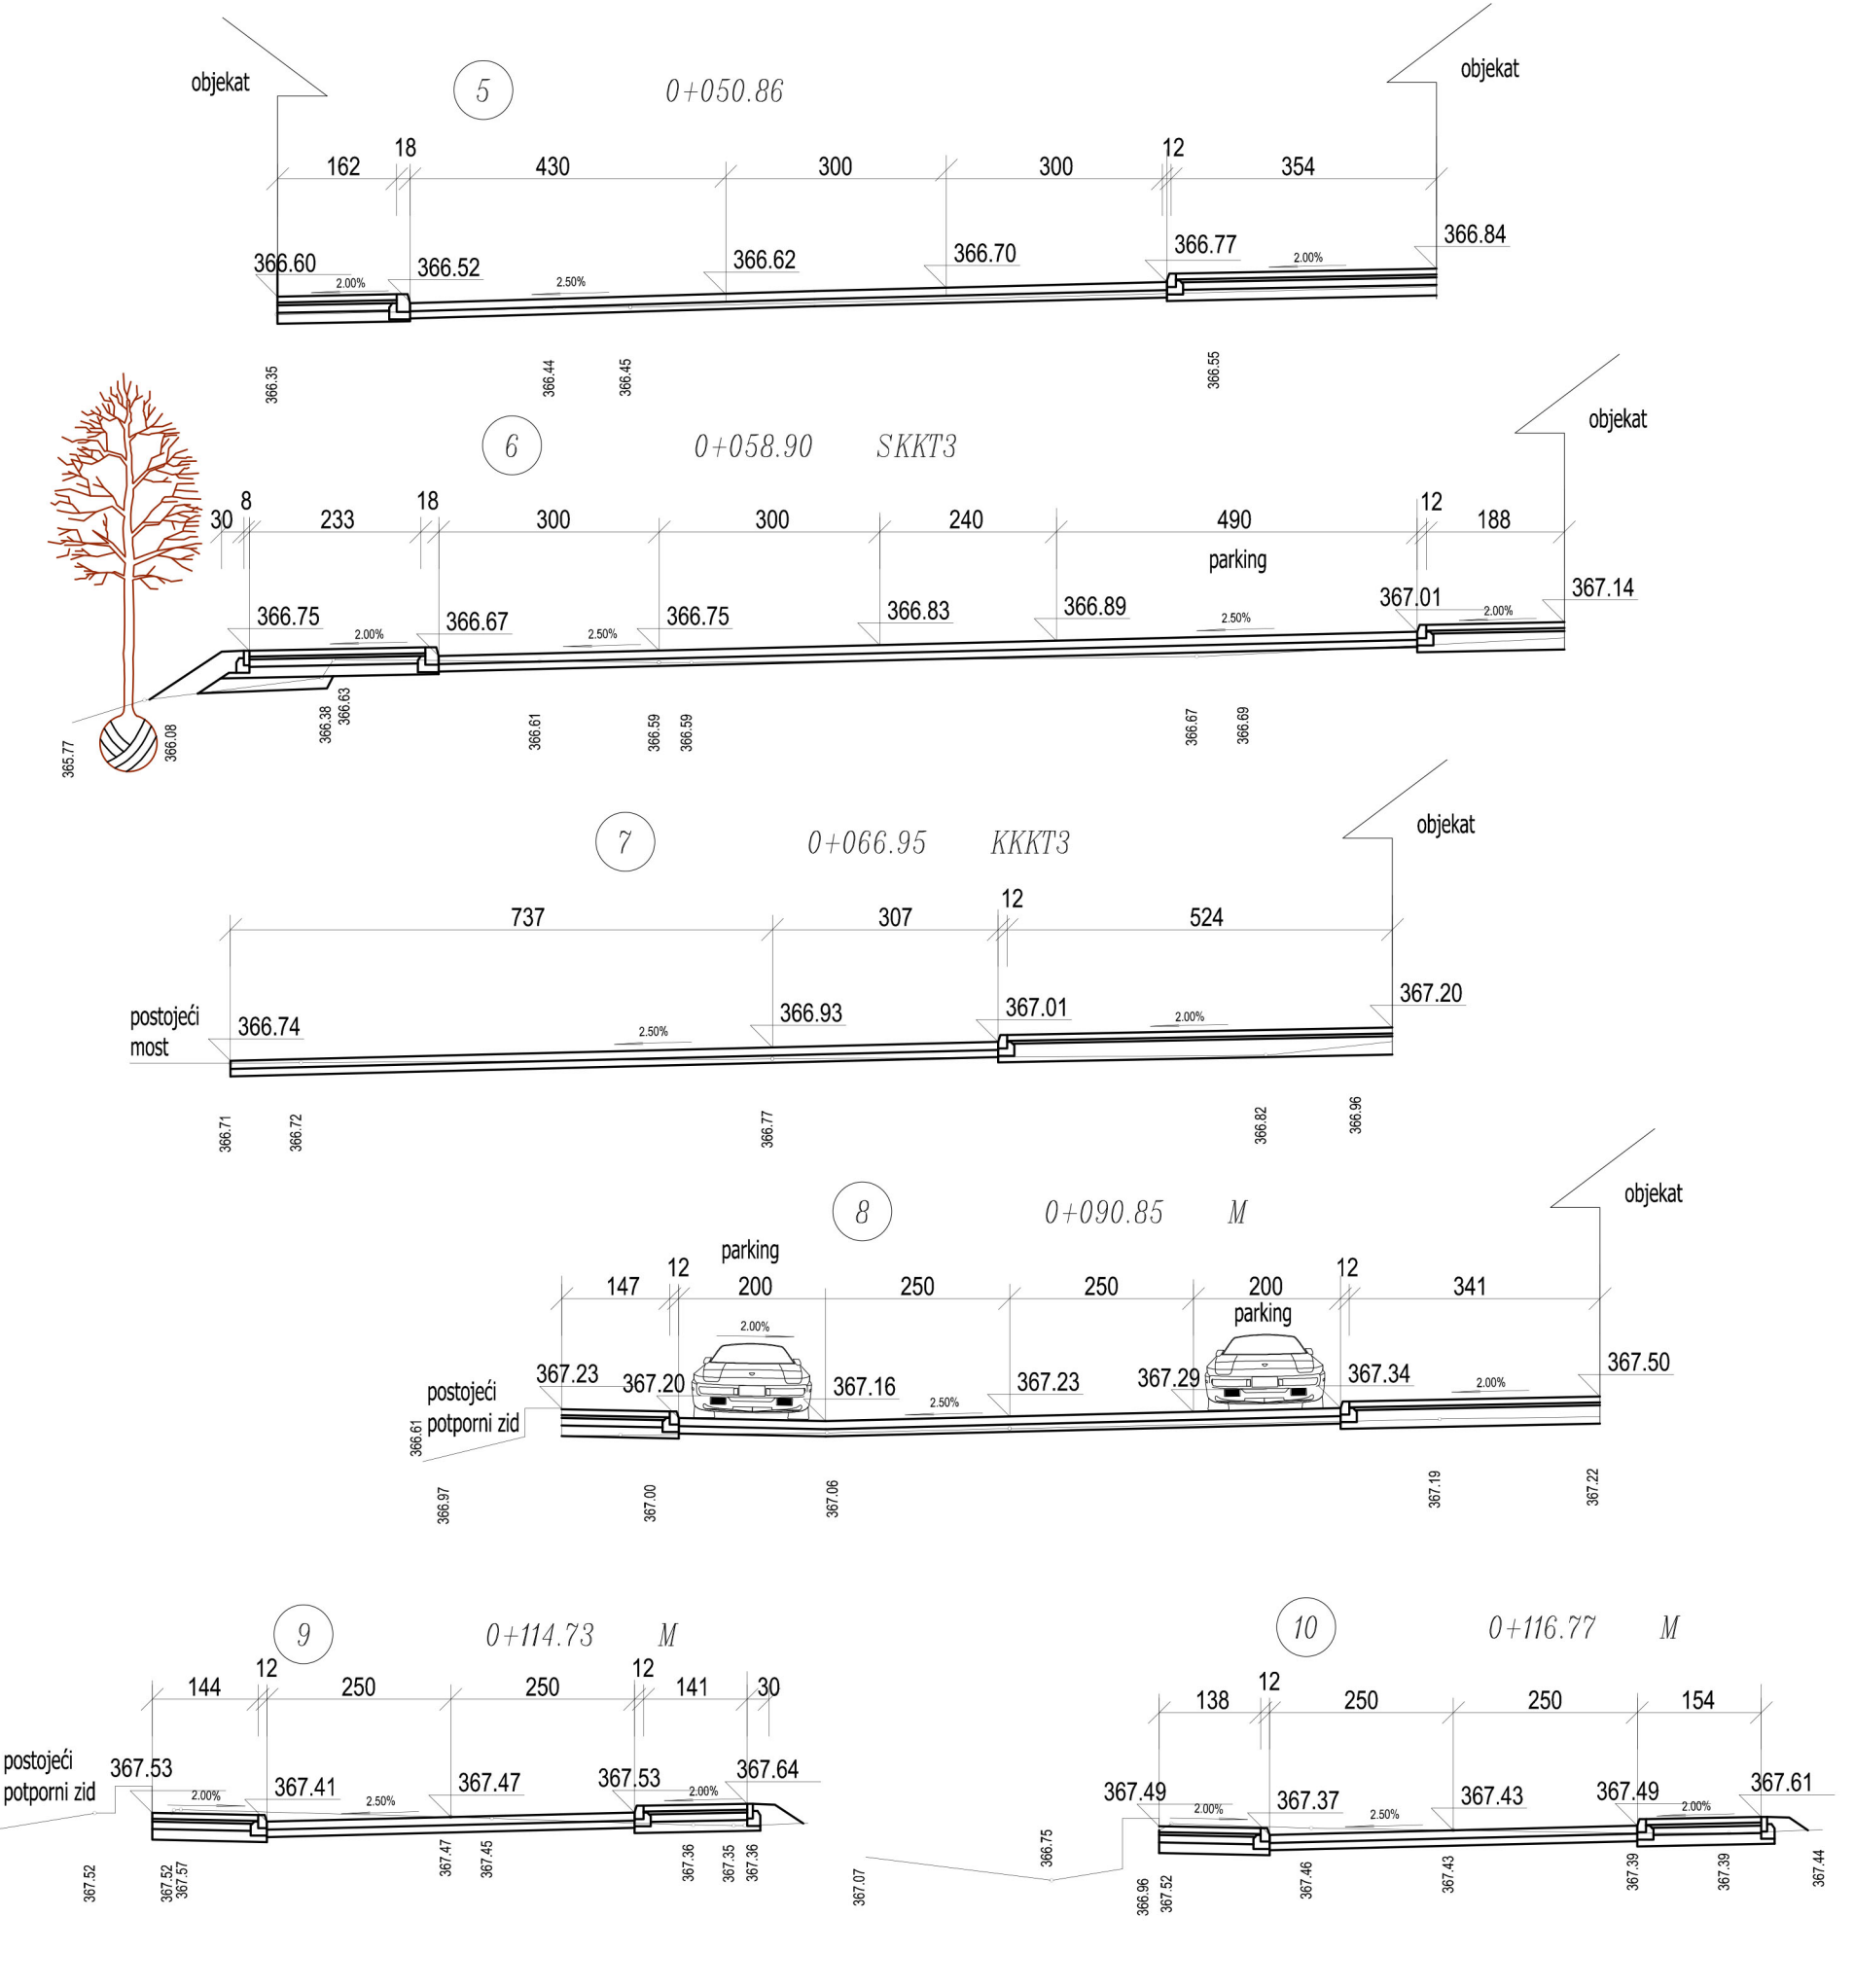 objekat
5 0+050.86
objekat
162 18 430 300 300 12 354
366.60 366.52 366.62 366.70 366.77 366.84
2.00% 2.50% 2.00%
366.35 366.44 366.45 366.55
6 0+058.90 SKKT3
objekat
30 8 233 18 300 300 240 490 12 188
parking
366.75 366.67 366.75 366.83 366.89 367.01 367.14
2.00% 2.50% 2.50% 2.00%
365.77 366.08 366.38 366.63 366.61 366.59 366.59 366.67 366.69
7 0+066.95 KKKT3
objekat
737 307 12 524
postojeći
most
366.74 366.93 367.01 367.20
2.50% 2.00%
366.71 366.72 366.77 366.82 366.96
8 0+090.85 M
objekat
parking
147 12 200 250 250 200 12 341
parking
2.00%
postojeći
potporni zid
367.23 367.20 367.16 367.23 367.29 367.34 367.50
2.50% 2.00%
366.61 366.97 367.00 367.06 367.19 367.22
9 0+114.73 M
144 12 250 250 12 141 30
postojeći
potporni zid
367.53 367.41 367.47 367.53 367.64
2.00% 2.50% 2.00%
367.52 367.52 367.57 367.47 367.45 367.36 367.35 367.36
10 0+116.77 M
138 12 250 250 154
367.49 367.37 367.43 367.49 367.61
2.00% 2.50% 2.00%
367.07 366.75 366.96 367.52 367.46 367.43 367.39 367.39 367.44